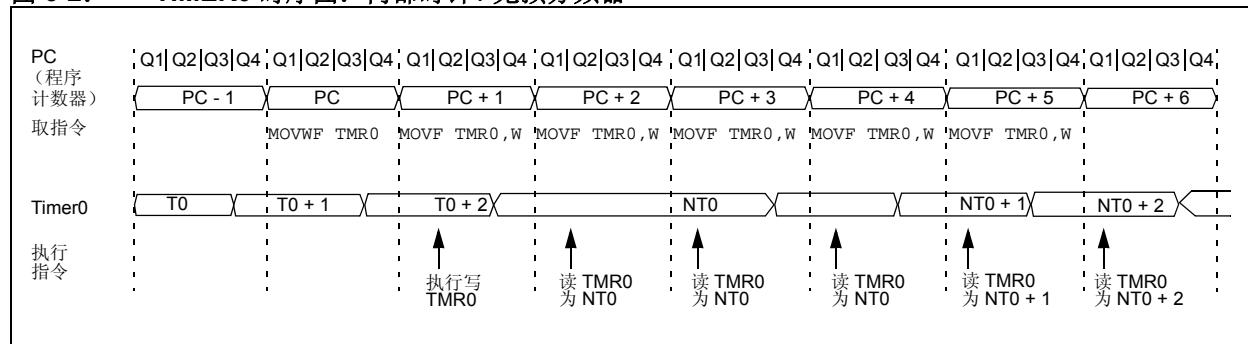 PC
（程序
计数器）
Q1 Q2 Q3 Q4 Q1 Q2 Q3 Q4 Q1 Q2 Q3 Q4 Q1 Q2 Q3 Q4 Q1 Q2 Q3 Q4 Q1 Q2 Q3 Q4 Q1 Q2 Q3 Q4 Q1 Q2 Q3 Q4
PC - 1 PC PC + 1 PC + 2 PC + 3 PC + 4 PC + 5 PC + 6
取指令
MOVWF TMR0 MOVF TMR0,W MOVF TMR0,W MOVF TMR0,W MOVF TMR0,W MOVF TMR0,W
Timer0
T0 T0 + 1 T0 + 2 NT0 NT0 + 1 NT0 + 2
执行
指令
执行写
TMR0
读 TMR0
为 NT0
读 TMR0
为 NT0
读 TMR0
为 NT0
读 TMR0
为 NT0 + 1
读 TMR0
为 NT0 + 2